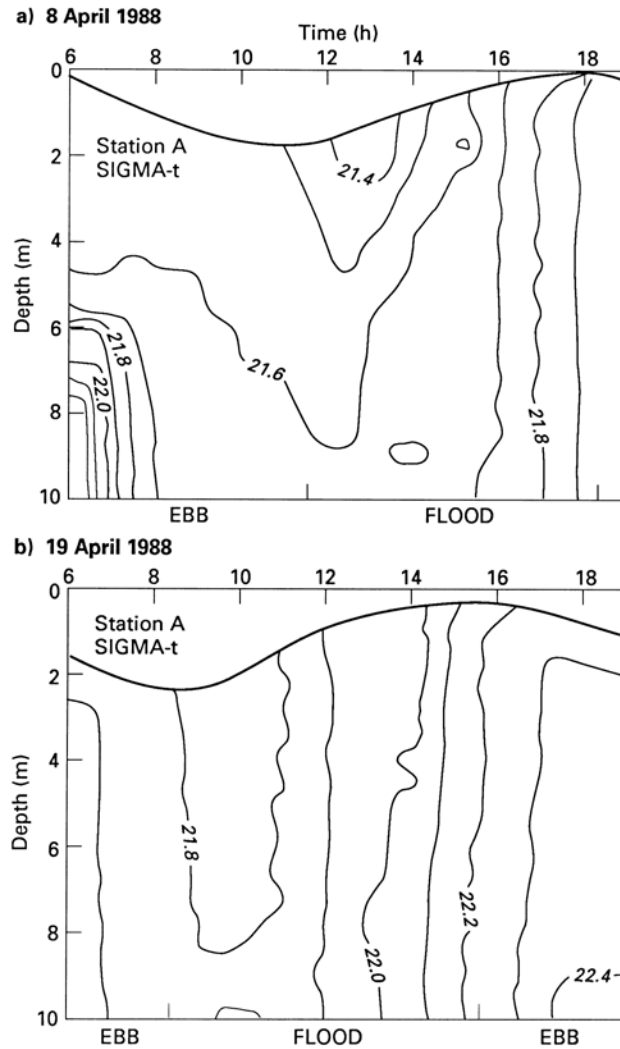 a) 8 April 1988
Time (h)
6 8 10 12 14 16 18
0
Station A
SIGMA-t
2
21.4
4
Depth (m)
6
21.8
21.6
22.0
8
21.8
10
EBB FLOOD
b) 19 April 1988
6 8 10 12 14 16 18
0
Station A
SIGMA-t
2
4
Depth (m)
21.8
6
22.2
8
22.0
22.4
10
EBB FLOOD EBB